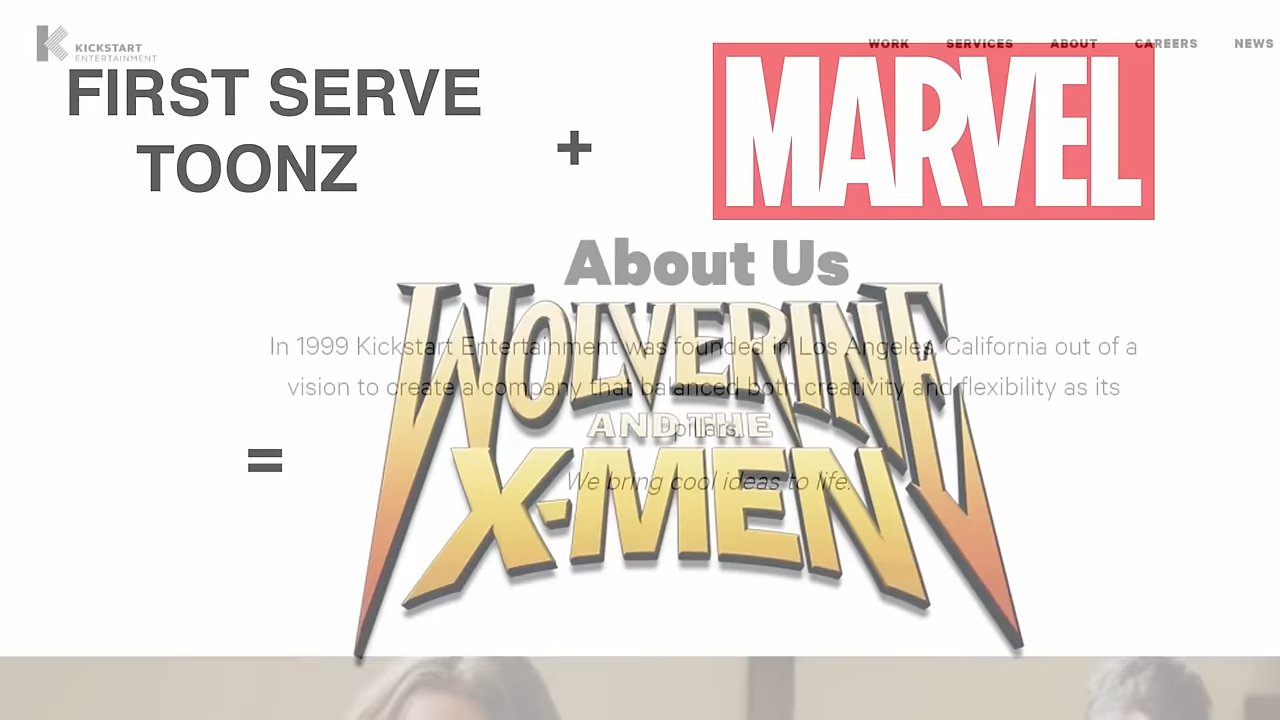 KICKSTART
ENTERTAINMENT
WORK SERVICES ABOUT CAREERS NEWS
FIRST SERVE
TOONZ
+
MARVEL
About Us
WOLVERINE
AND THE
X-MEN
In 1999 Kickstart Entertainment was founded in Los Angeles, California out of a
vision to create a company that balanced both creativity and flexibility as its
pillars.
=
We bring cool ideas to life.